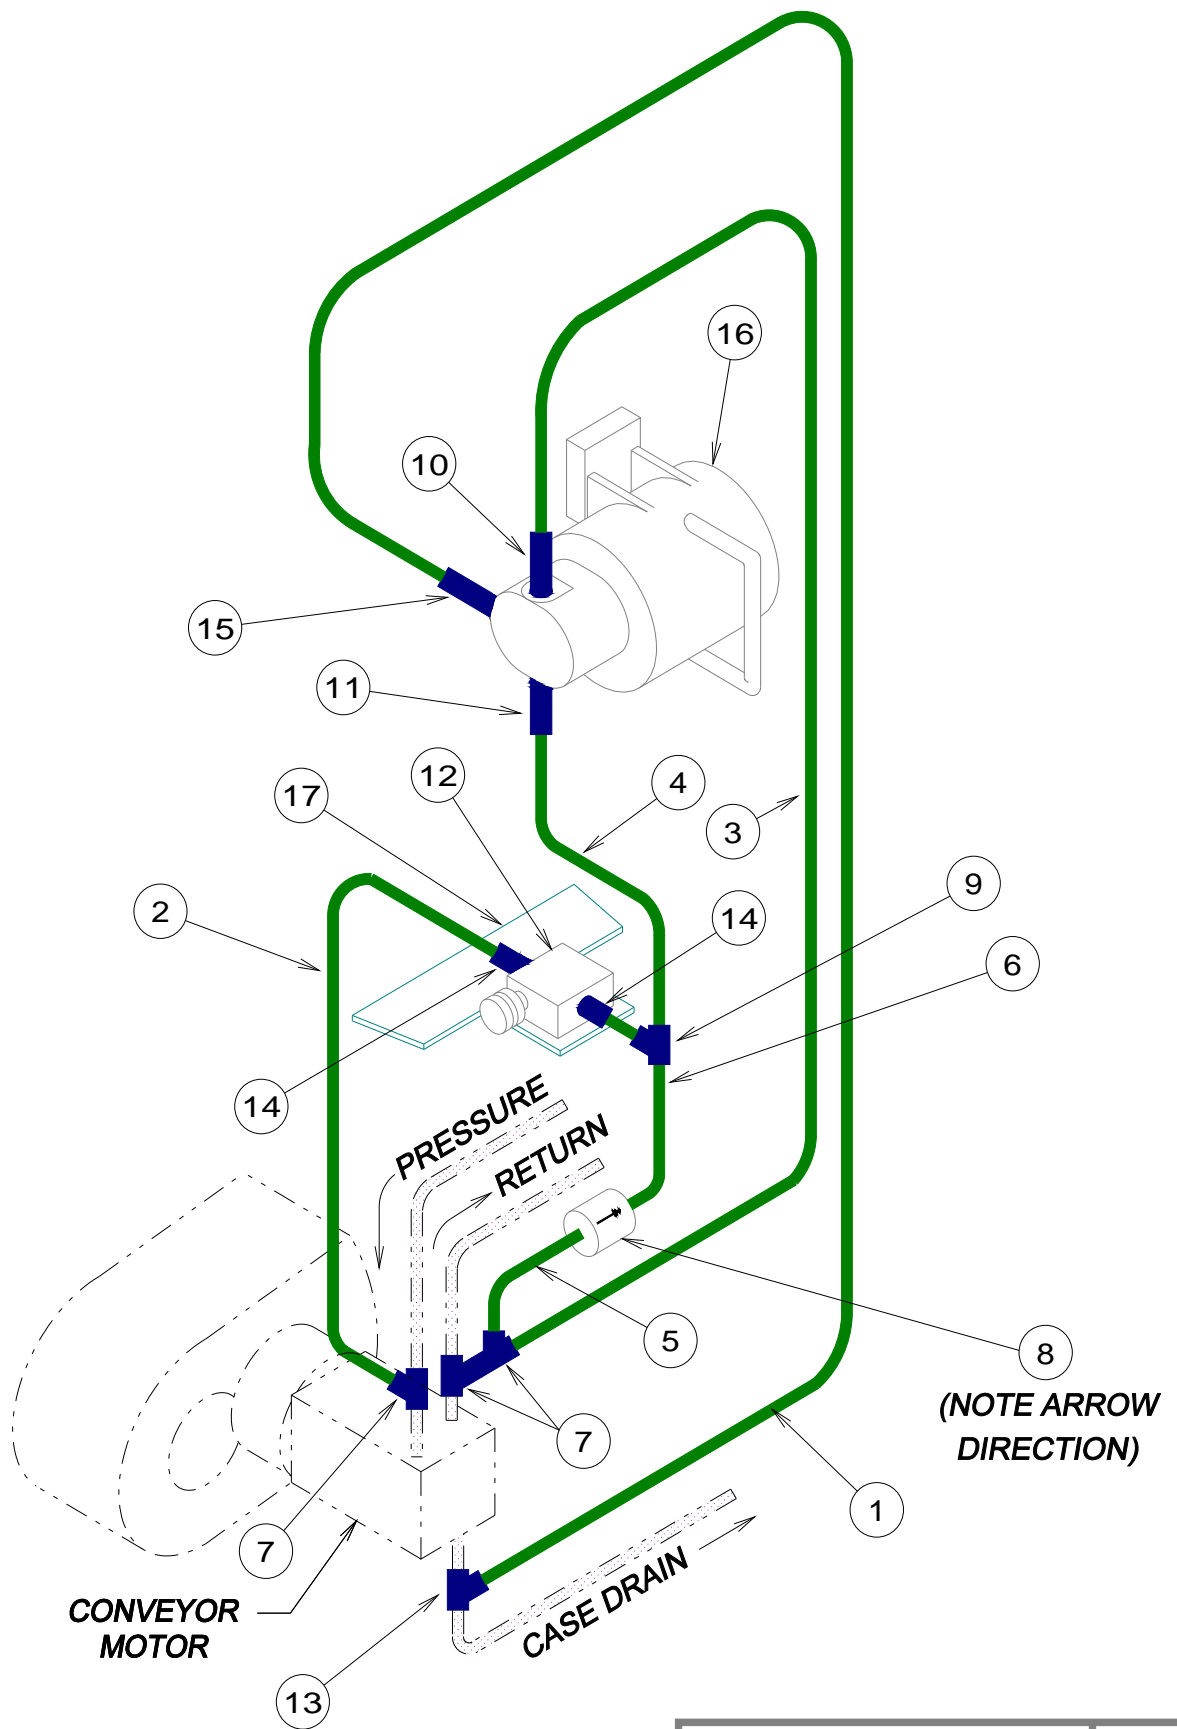 16
10
15
11
12
4
17
3
9
2
14
6
14
PRESSURE
RETURN
5
8
(NOTE ARROW
DIRECTION)
7
1
7
CONVEYOR
MOTOR
CASE DRAIN
13